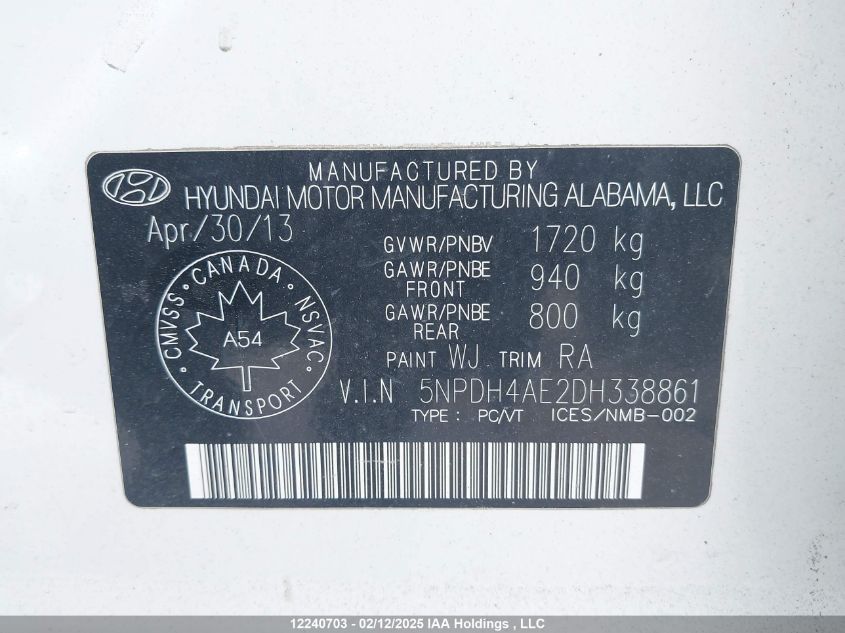 MANUFACTURED BY
HYUNDAI MOTOR MANUFACTURING ALABAMA, LLC
Apr/30/13
GVWR/PNBV 1720 kg
GAWR/PNBE FRONT 940 kg
GAWR/PNBE REAR 800 kg
PAINT WJ TRIM RA
CANADA
CMVSS NSVAC
A54
TRANSPORT
V.I.N 5NPDH4AE2DH338861
TYPE : PC/VT ICES/NMB-002
12240703 - 02/12/2025 IAA Holdings , LLC